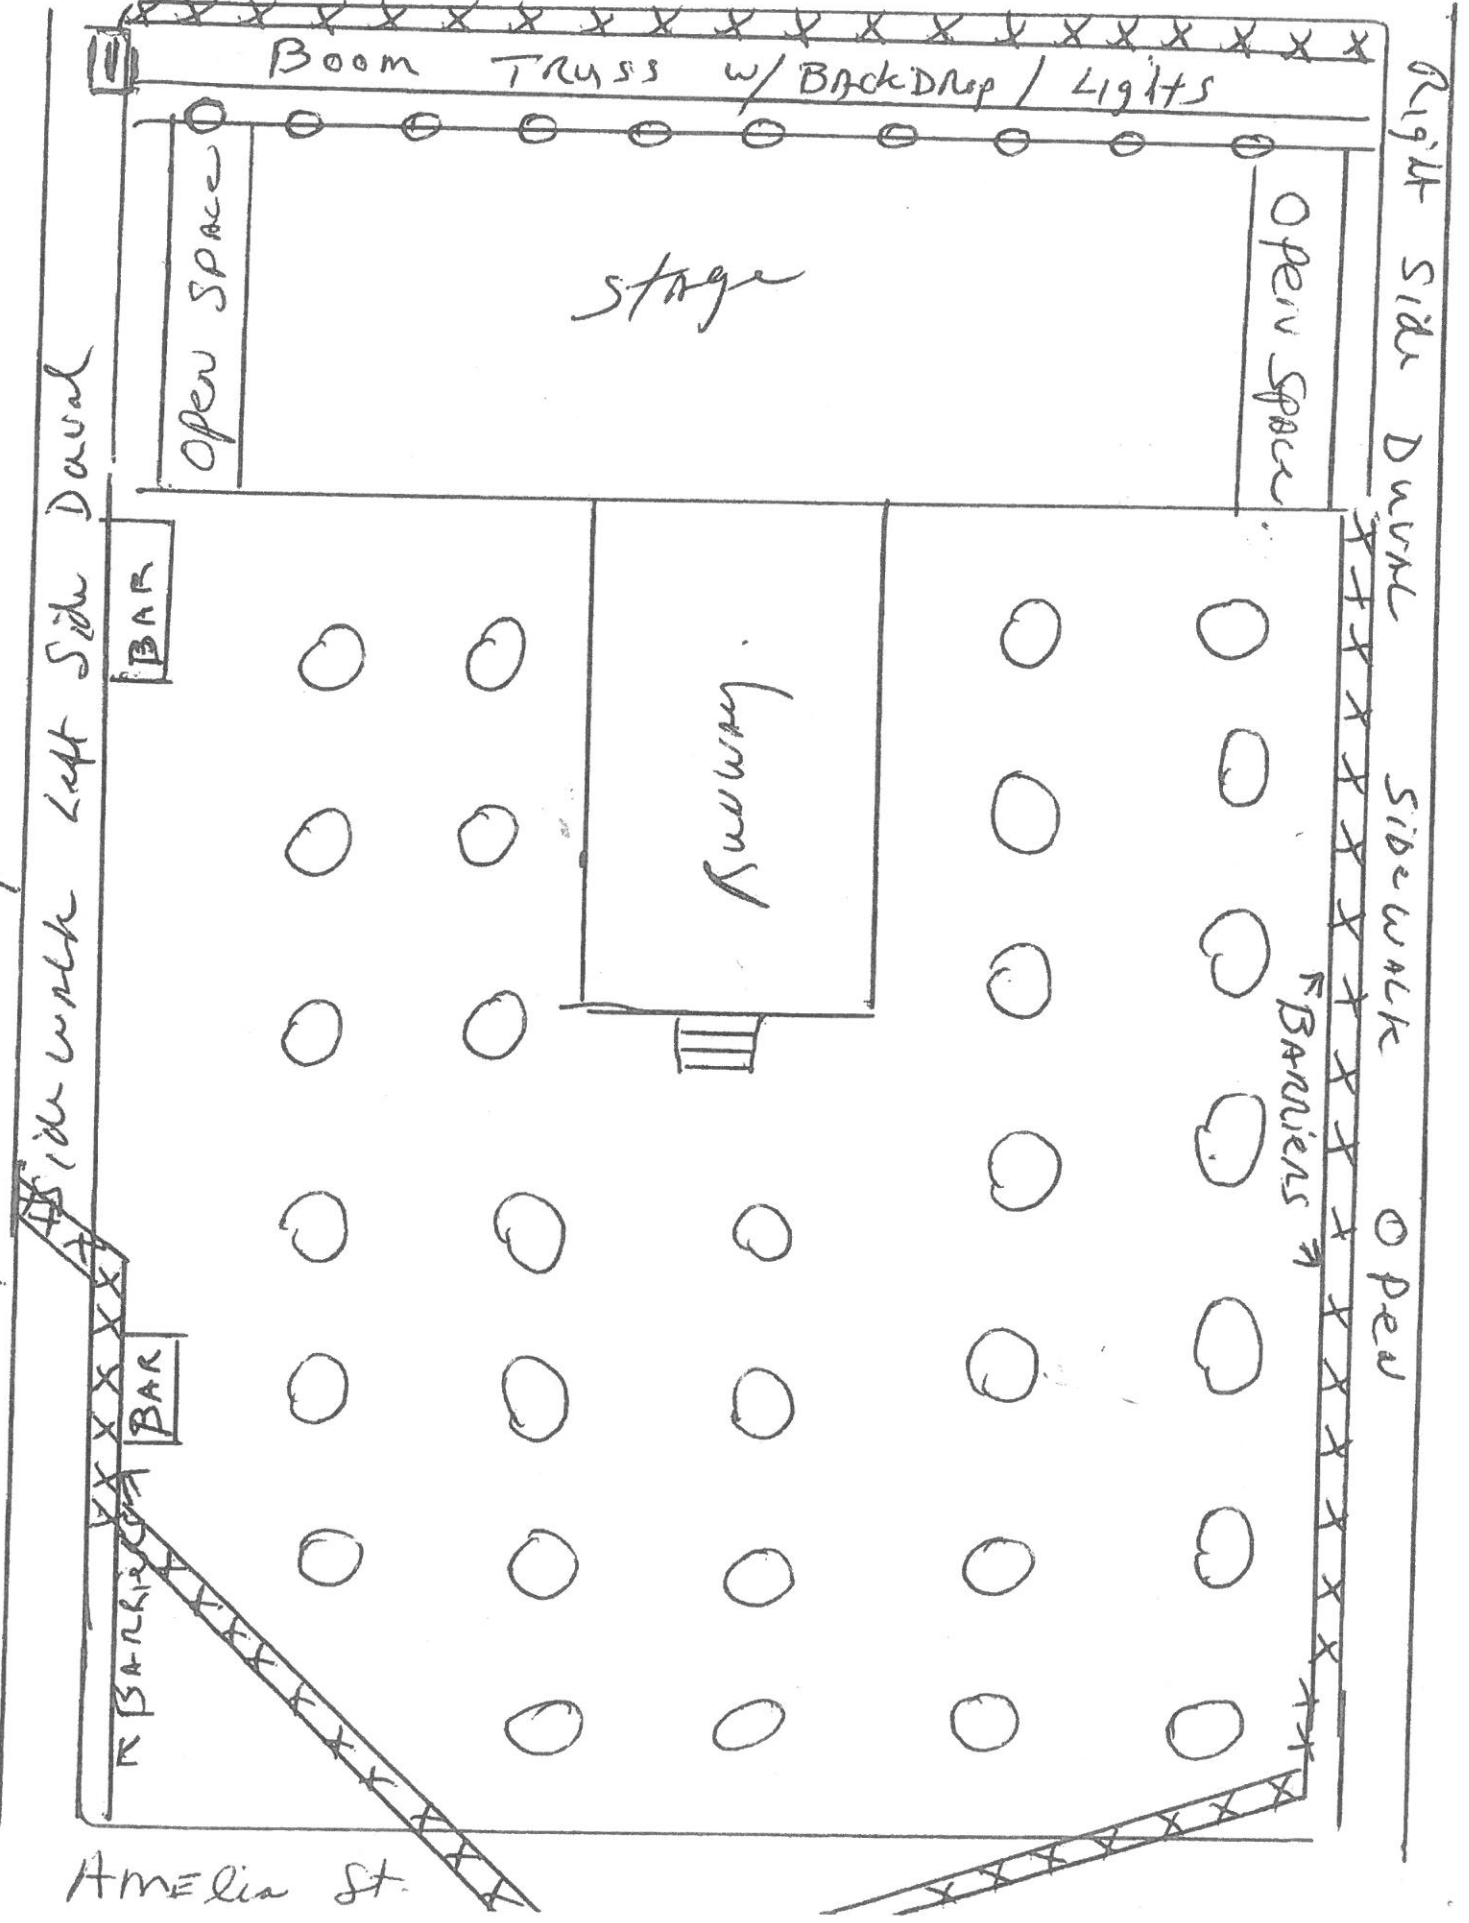 Boom Truss w/ BackDrop / Lights
Open Space
Stage
Open Space
Right Side Duval Sidewalk Open
Sidewalk Left Side Duval
BAR
Runway
Barriers
BAR
Barriers
Amelia St.